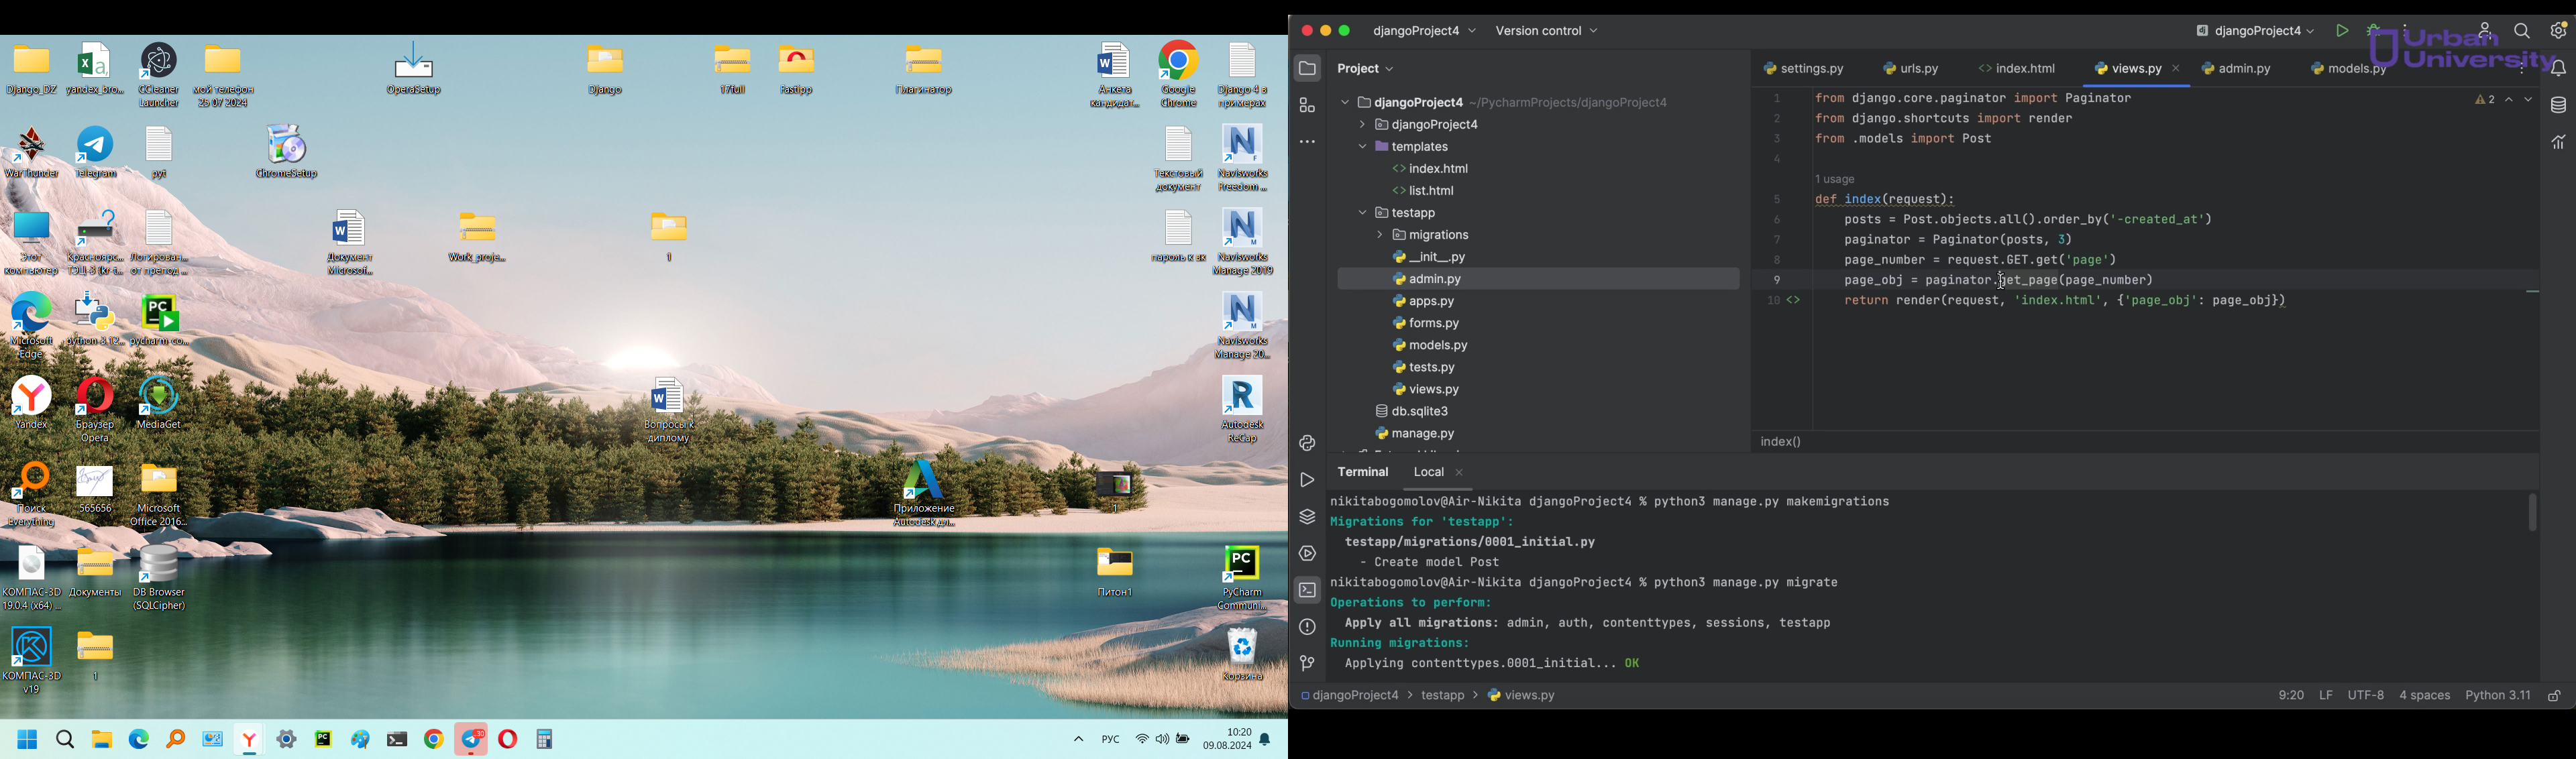 Django_DZ
yandex_bro...
CCleaner
Launcher
мой телефон
25 07 2024
OperaSetup
Django
17full
Fastipp
Плагинатор
Анкета
кандидат...
Google
Chrome
Django 4 в
примерах
WarThunder
Telegram
pyt
ChromeSetup
Текстовый
документ
Navisworks
Freedom ...
Этот
компьютер
Красноярс...
ТЭЦ-3 (kr-t...
Логирован...
от препод ...
Документ
Microsof...
Work_proje...
1
пароль к вк
Navisworks
Manage 2019
Microsoft
Edge
python-3.12...
pycharm-co...
Navisworks
Manage 20...
Yandex
Браузер
Opera
MediaGet
Вопросы к
диплому
Autodesk
ReCap
Поиск
Everything
565656
Microsoft
Office 2016...
Приложение
Autodesk дл...
1
КОМПАС-3D
19.0.4 (x64) ...
Документы
DB Browser
(SQLCipher)
Питон1
PyCharm
Communi...
КОМПАС-3D
v19
1
Корзина
30
РУС
10:20
09.08.2024
djangoProject4
Version control
djangoProject4
Urban
University
Project
settings.py
urls.py
index.html
views.py
admin.py
models.py
djangoProject4 ~/PycharmProjects/djangoProject4
djangoProject4
templates
index.html
list.html
testapp
migrations
__init__.py
admin.py
apps.py
forms.py
models.py
tests.py
views.py
db.sqlite3
manage.py
2
1 from django.core.paginator import Paginator
2 from django.shortcuts import render
3 from .models import Post
4
1 usage
5 def index(request):
6 posts = Post.objects.all().order_by('-created_at')
7 paginator = Paginator(posts, 3)
8 page_number = request.GET.get('page')
9 page_obj = paginator.get_page(page_number)
10 return render(request, 'index.html', {'page_obj': page_obj})
index()
Terminal
Local
nikitabogomolov@Air-Nikita djangoProject4 % python3 manage.py makemigrations
Migrations for 'testapp':
testapp/migrations/0001_initial.py
- Create model Post
nikitabogomolov@Air-Nikita djangoProject4 % python3 manage.py migrate
Operations to perform:
Apply all migrations: admin, auth, contenttypes, sessions, testapp
Running migrations:
Applying contenttypes.0001_initial... OK
djangoProject4 > testapp > views.py
9:20 LF UTF-8 4 spaces Python 3.11